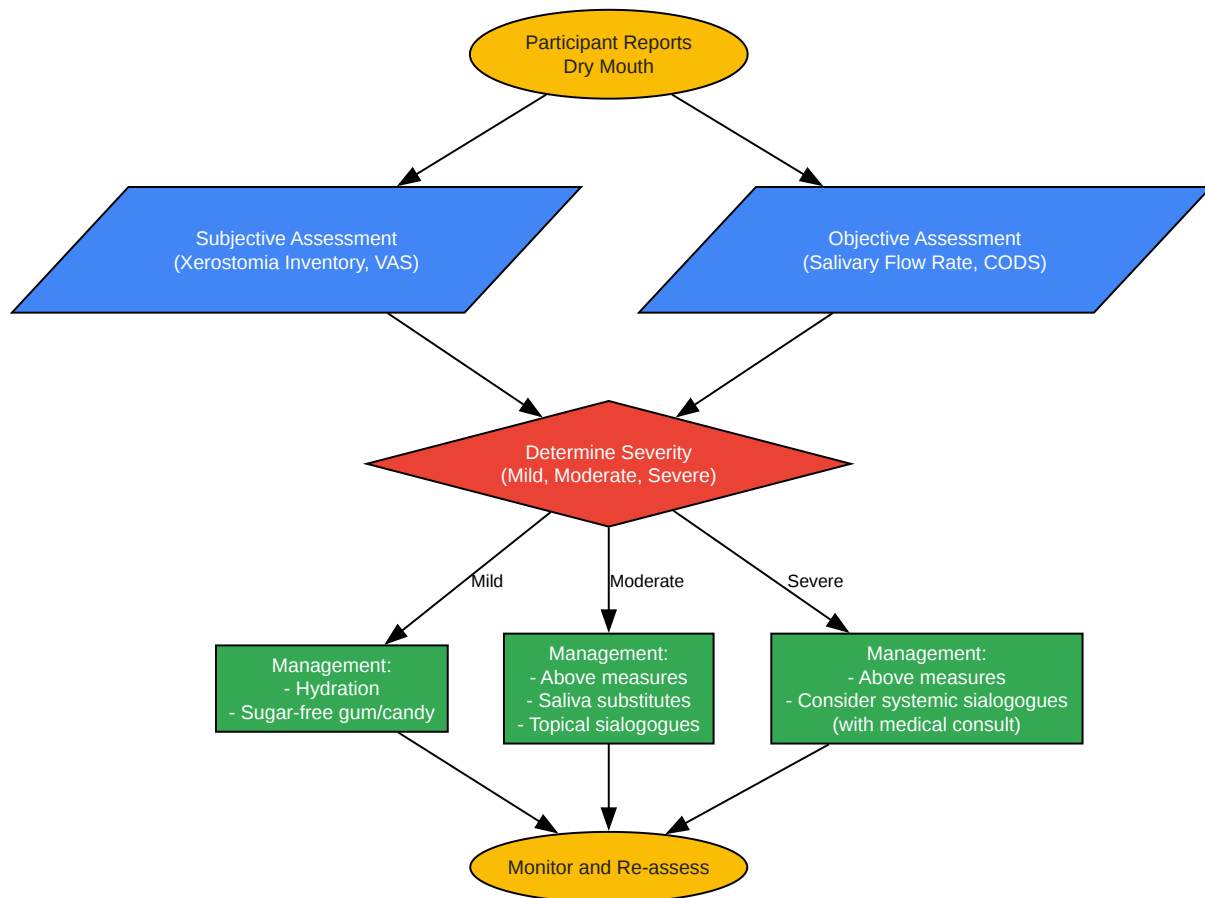 Participant Reports
Dry Mouth
Subjective Assessment
(Xerostomia Inventory, VAS)
Objective Assessment
(Salivary Flow Rate, CODS)
Determine Severity
(Mild, Moderate, Severe)
Mild
Moderate
Severe
Management:
- Hydration
- Sugar-free gum/candy
Management:
- Above measures
- Saliva substitutes
- Topical sialogogues
Management:
- Above measures
- Consider systemic sialogogues
(with medical consult)
Monitor and Re-assess